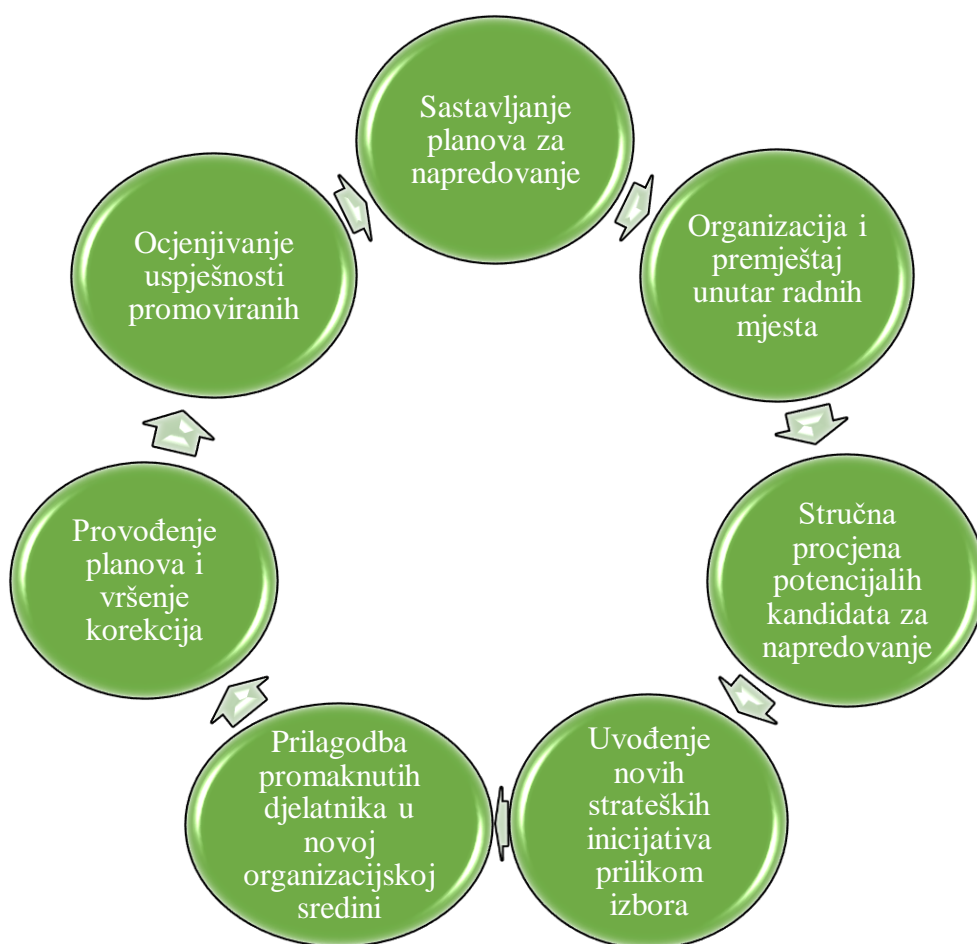 Sastavljanje
planova za
napredovanje
Organizacija i
premještaj
unutar radnih
mjesta
Stručna
procjena
potencijalih
kandidata za
napredovanje
Uvođenje
novih
strateških
inicijativa
prilikom
izbora
Prilagodba
promaknutih
djelatnika u
novoj
organizacijskoj
sredini
Provođenje
planova i
vršenje
korekcija
Ocjenjivanje
uspješnosti
promoviranih